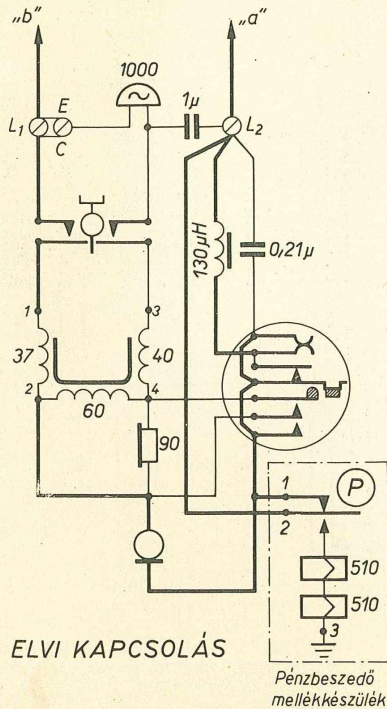 „b"
„a"
1000
1μ
L₁
E
C
L₂
130μH
0,21μ
1
3
37
40
2
60
4
90
P
1
2
510
510
3
ELVI KAPCSOLÁS
Pénzbeszedő
mellékkészülék